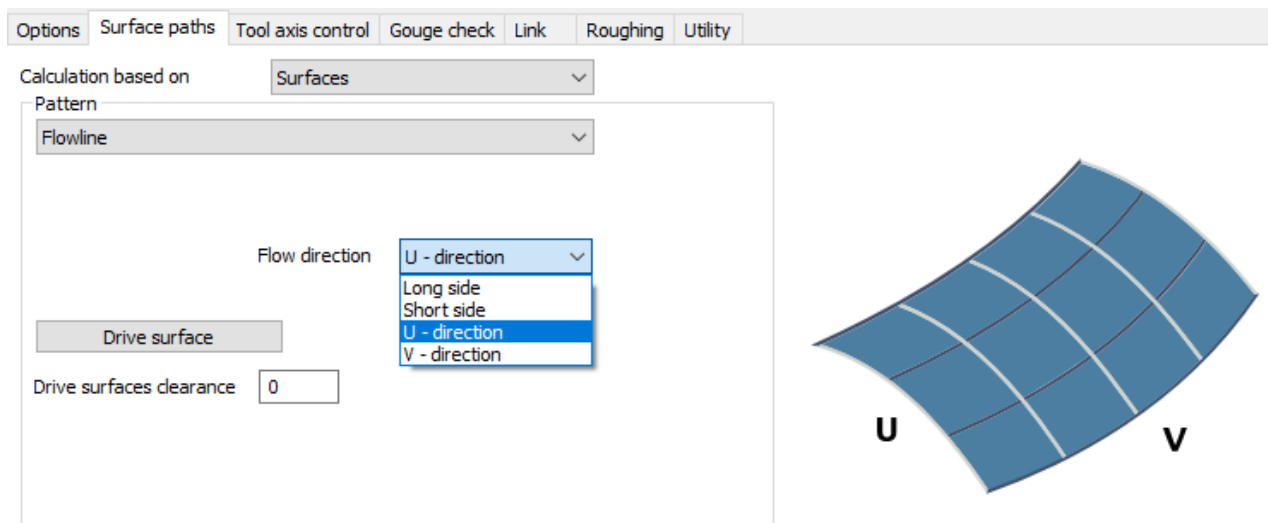 Options Surface paths Tool axis control Gouge check Link Roughing Utility
Calculation based on Surfaces
Pattern
Flowline
Flow direction U - direction
Long side
Short side
U - direction
V - direction
Drive surface
Drive surfaces clearance 0
U
V